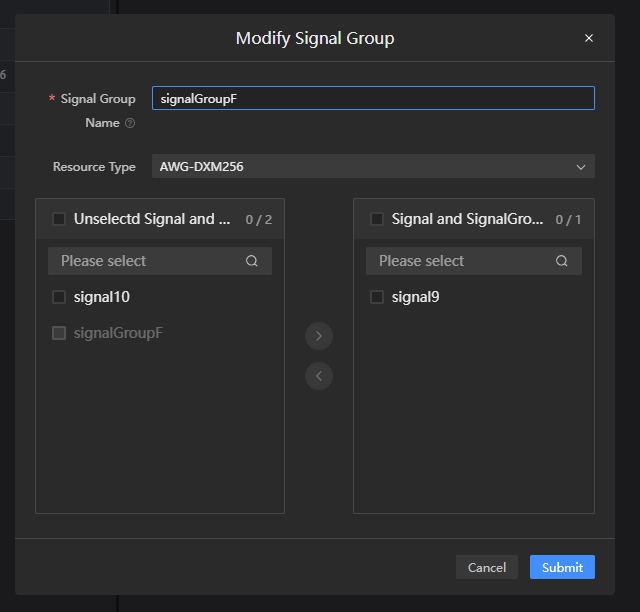 Modify Signal Group
6
* Signal Group Name
signalGroupF
Resource Type
AWG-DXM256
Unselectd Signal and ...
0 / 2
Please select
signal10
signalGroupF
Signal and SignalGro...
0 / 1
Please select
signal9
Cancel
Submit